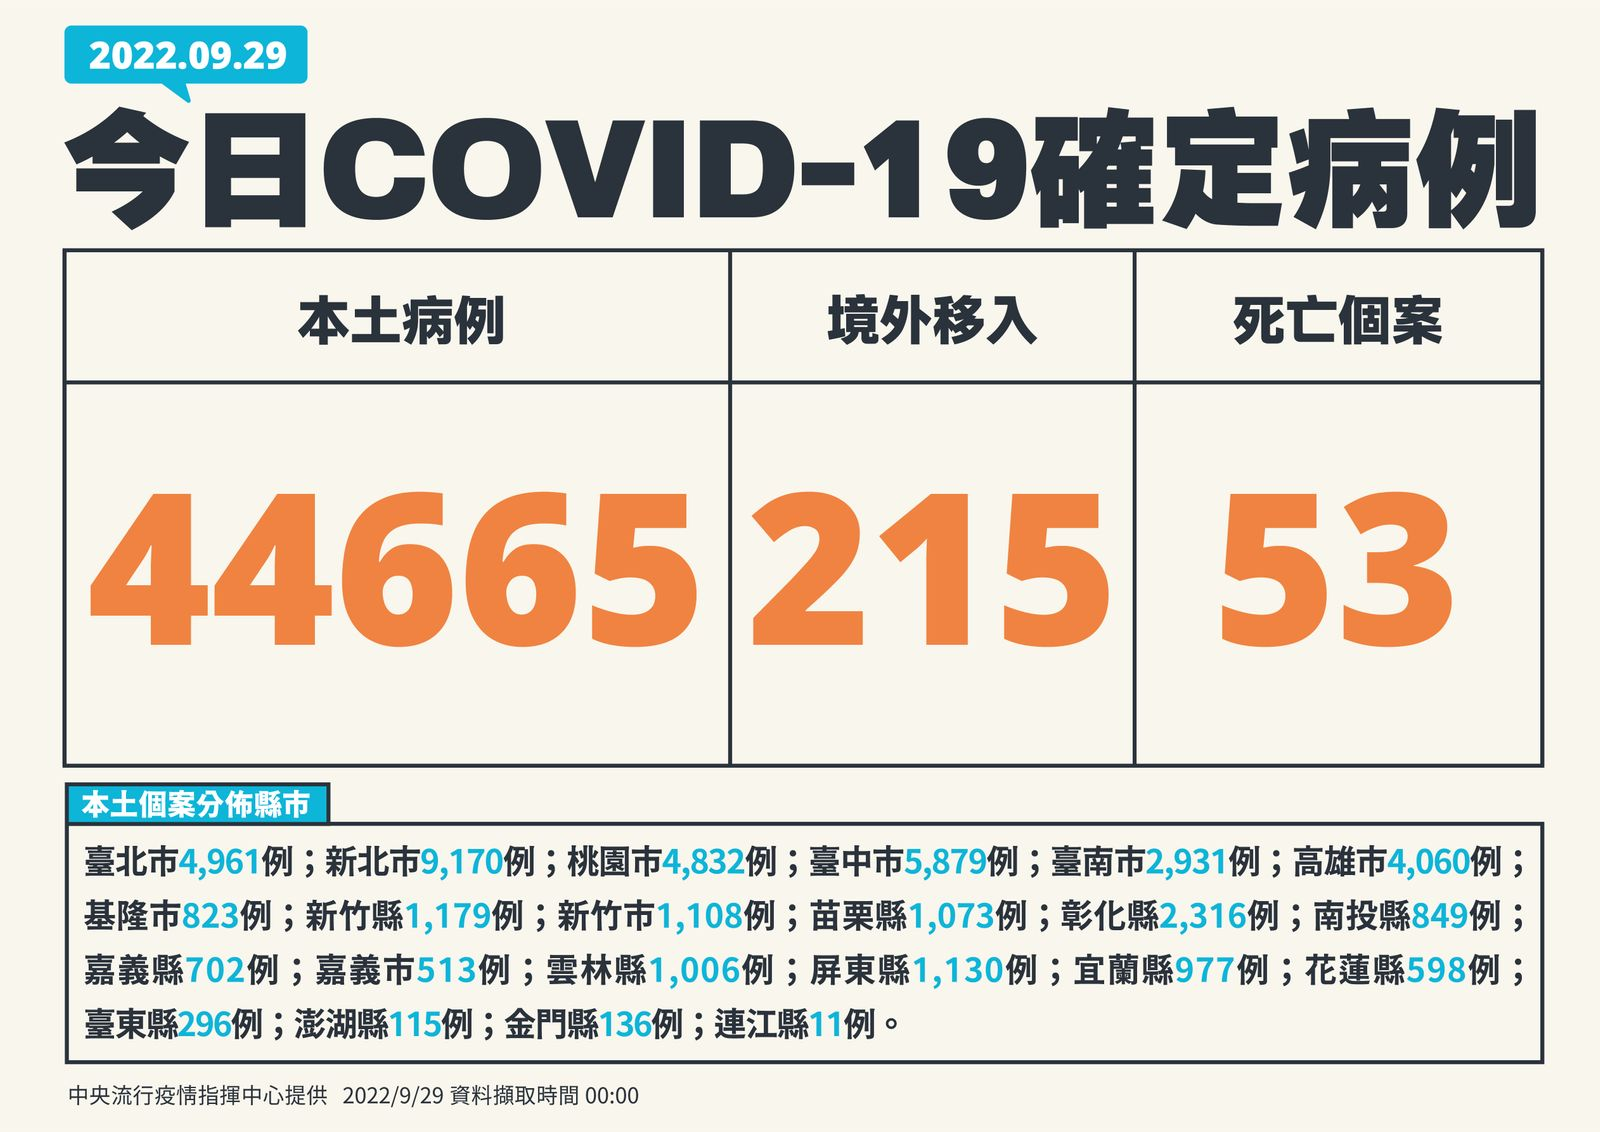 2022.09.29
今日COVID-19確定病例
本土病例 境外移入 死亡個案
44665 215 53
本土個案分佈縣市
臺北市4,961例；新北市9,170例；桃園市4,832例；臺中市5,879例；臺南市2,931例；高雄市4,060例；
基隆市823例；新竹縣1,179例；新竹市1,108例；苗栗縣1,073例；彰化縣2,316例；南投縣849例；
嘉義縣702例；嘉義市513例；雲林縣1,006例；屏東縣1,130例；宜蘭縣977例；花蓮縣598例；
臺東縣296例；澎湖縣115例；金門縣136例；連江縣11例。
中央流行疫情指揮中心提供 2022/9/29 資料擷取時間 00:00